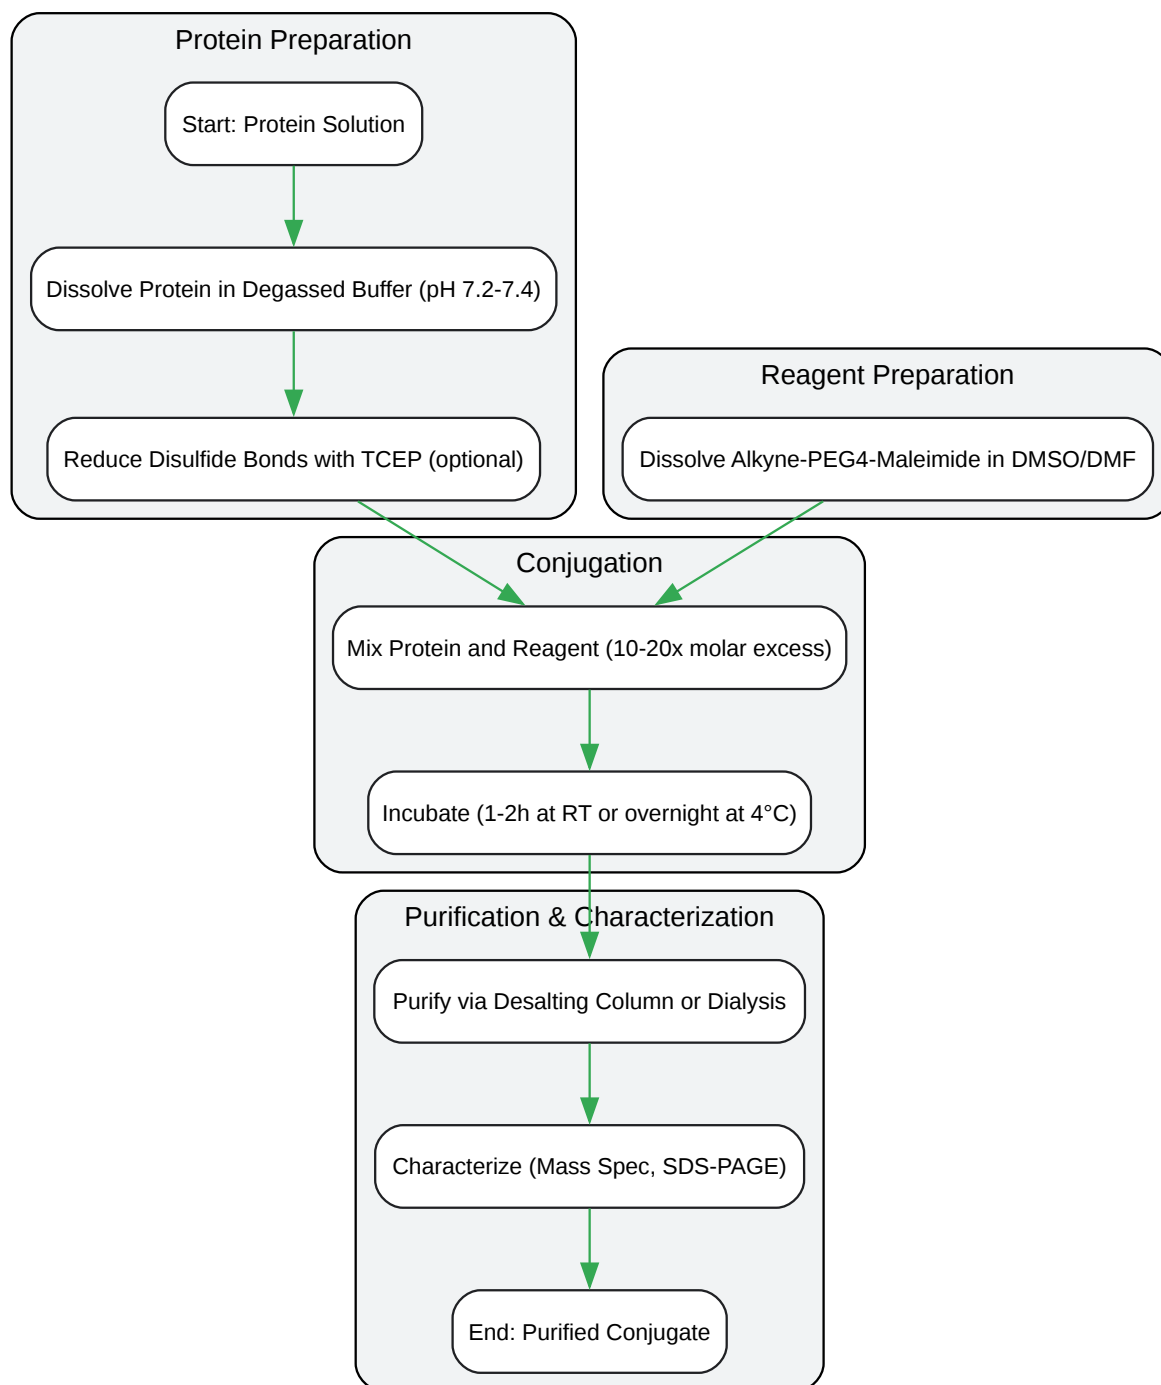 Protein Preparation
Start: Protein Solution
Dissolve Protein in Degassed Buffer (pH 7.2-7.4)
Reduce Disulfide Bonds with TCEP (optional)
Reagent Preparation
Dissolve Alkyne-PEG4-Maleimide in DMSO/DMF
Conjugation
Mix Protein and Reagent (10-20x molar excess)
Incubate (1-2h at RT or overnight at 4°C)
Purification & Characterization
Purify via Desalting Column or Dialysis
Characterize (Mass Spec, SDS-PAGE)
End: Purified Conjugate